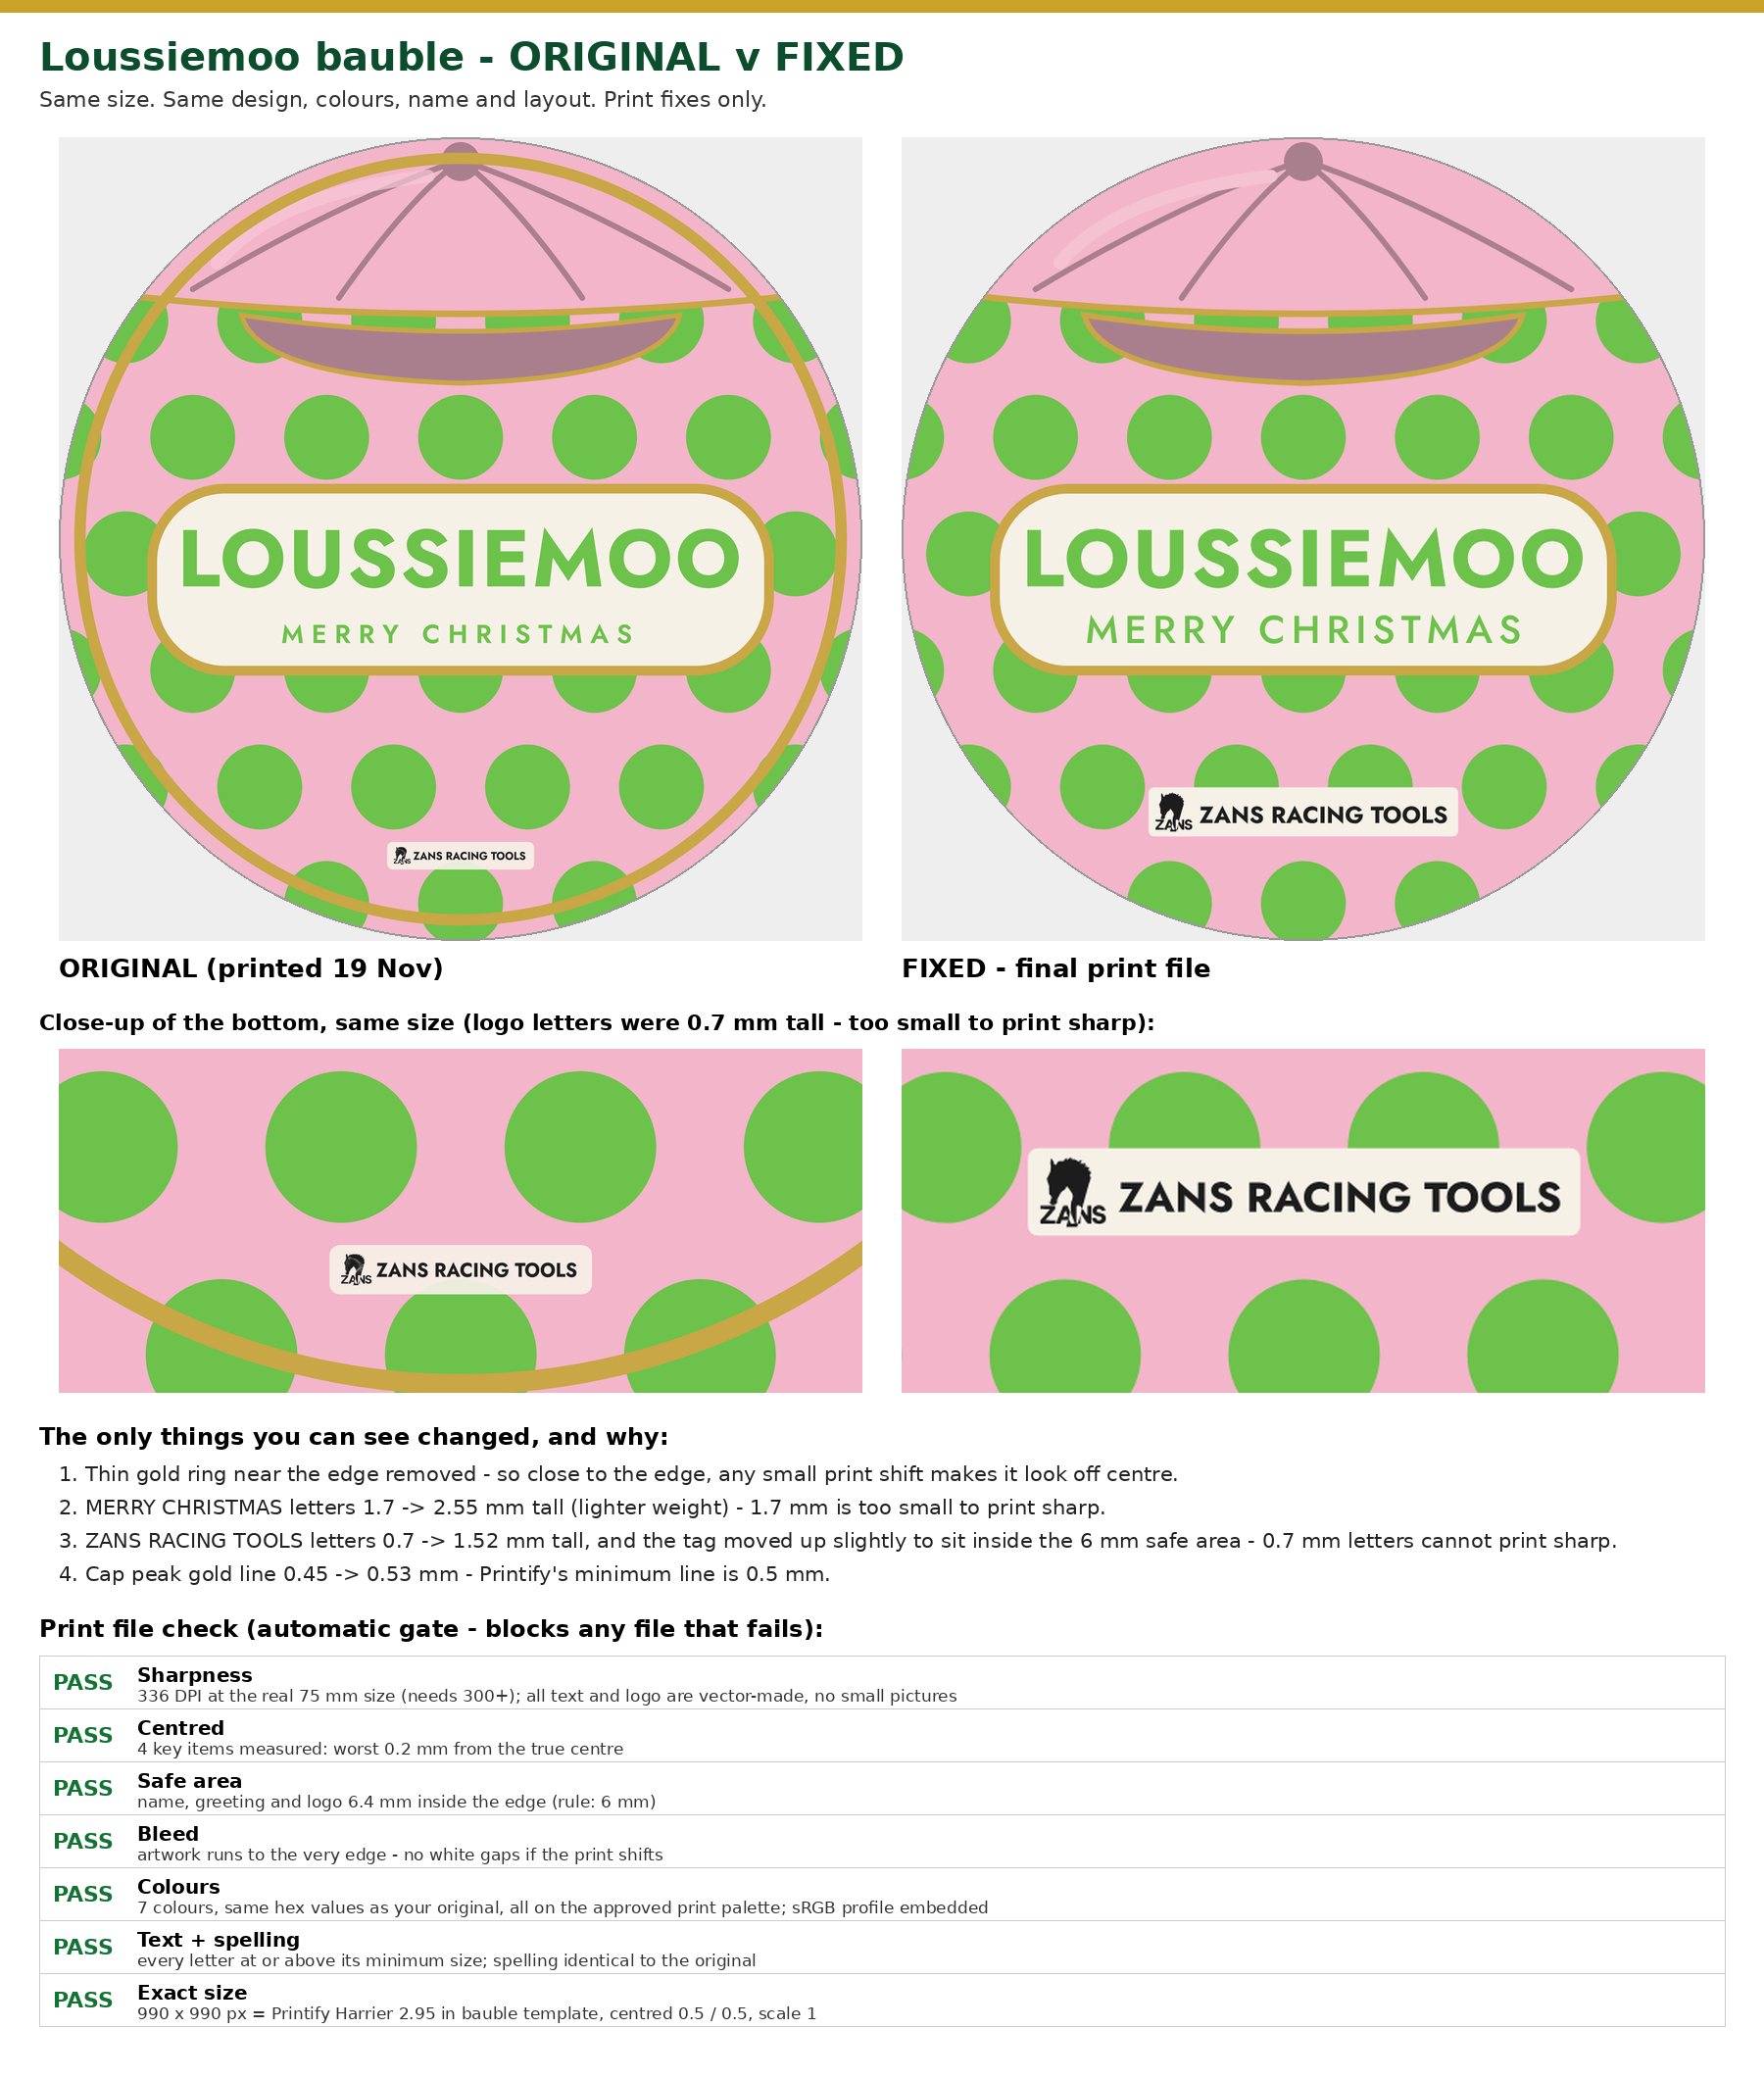 Loussiemoo bauble - ORIGINAL v FIXED
Same size. Same design, colours, name and layout. Print fixes only.
LOUSSIEMOO
MERRY CHRISTMAS
ZANS
ZANS RACING TOOLS
LOUSSIEMOO
MERRY CHRISTMAS
ZANS
ZANS RACING TOOLS
ORIGINAL (printed 19 Nov)
FIXED - final print file
Close-up of the bottom, same size (logo letters were 0.7 mm tall - too small to print sharp):
ZANS
ZANS RACING TOOLS
ZANS
ZANS RACING TOOLS
The only things you can see changed, and why:
1. Thin gold ring near the edge removed - so close to the edge, any small print shift makes it look off centre.
2. MERRY CHRISTMAS letters 1.7 -> 2.55 mm tall (lighter weight) - 1.7 mm is too small to print sharp.
3. ZANS RACING TOOLS letters 0.7 -> 1.52 mm tall, and the tag moved up slightly to sit inside the 6 mm safe area - 0.7 mm letters cannot print sharp.
4. Cap peak gold line 0.45 -> 0.53 mm - Printify's minimum line is 0.5 mm.
Print file check (automatic gate - blocks any file that fails):
PASS Sharpness
336 DPI at the real 75 mm size (needs 300+); all text and logo are vector-made, no small pictures
PASS Centred
4 key items measured: worst 0.2 mm from the true centre
PASS Safe area
name, greeting and logo 6.4 mm inside the edge (rule: 6 mm)
PASS Bleed
artwork runs to the very edge - no white gaps if the print shifts
PASS Colours
7 colours, same hex values as your original, all on the approved print palette; sRGB profile embedded
PASS Text + spelling
every letter at or above its minimum size; spelling identical to the original
PASS Exact size
990 x 990 px = Printify Harrier 2.95 in bauble template, centred 0.5 / 0.5, scale 1